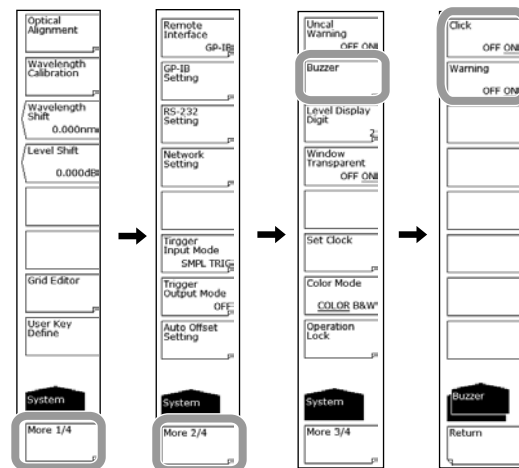 Optical
Alignment
Wavelength
Calibration
Wavelength
Shift
0.000nm
Level Shift
0.000dB
Grid Editor
User Key
Define
System
More 1/4
Remote
Interface
GP-IB
GP-IB
Setting
RS-232
Setting
Network
Setting
Tirgger
Input Mode
SMPL TRIG
Trigger
Output Mode
OFF
Auto Offset
Setting
System
More 2/4
Uncal
Warning
OFF ON
Buzzer
Level Display
Digit
2
Window
Transparent
OFF ON
Set Clock
Color Mode
COLOR B&W
Operation
Lock
System
More 3/4
Click
OFF ON
Warning
OFF ON
Buzzer
Return